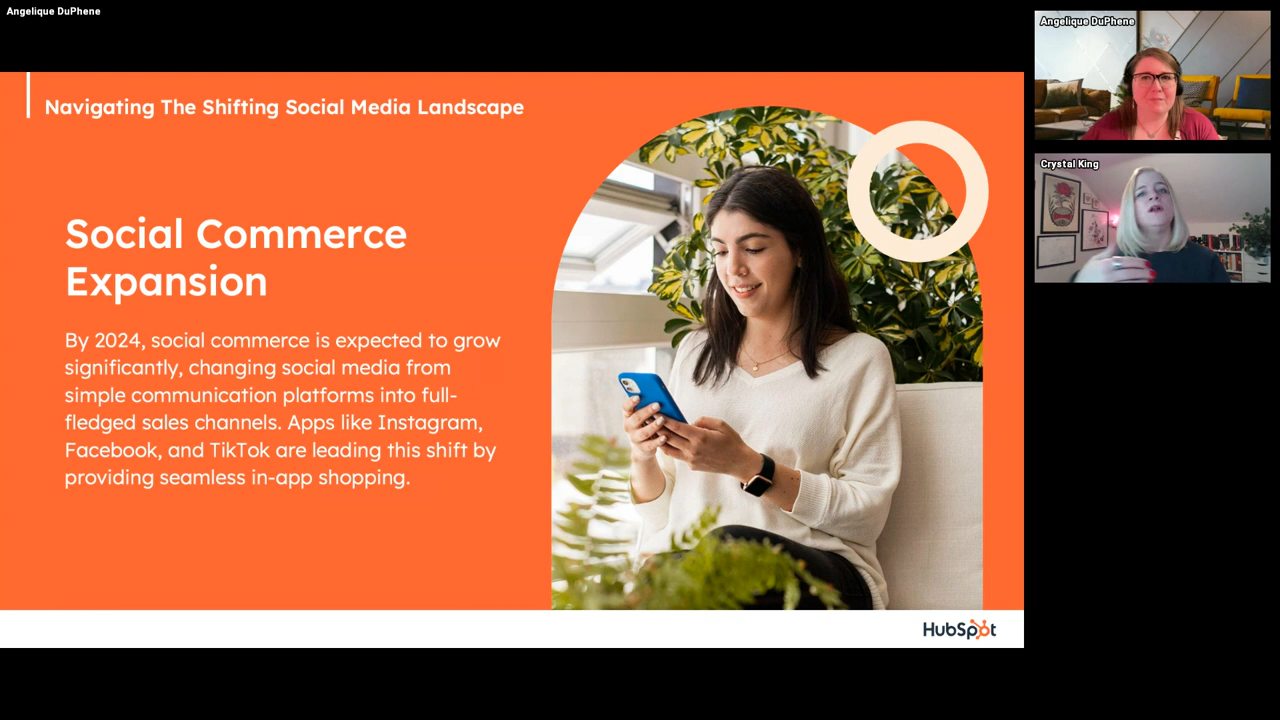 Angelique DuPhene
Navigating The Shifting Social Media Landscape
Social Commerce
Expansion
By 2024, social commerce is expected to grow
significantly, changing social media from
simple communication platforms into full-
fledged sales channels. Apps like Instagram,
Facebook, and TikTok are leading this shift by
providing seamless in-app shopping.
HubSpot
Angelique DuPhene
Crystal King